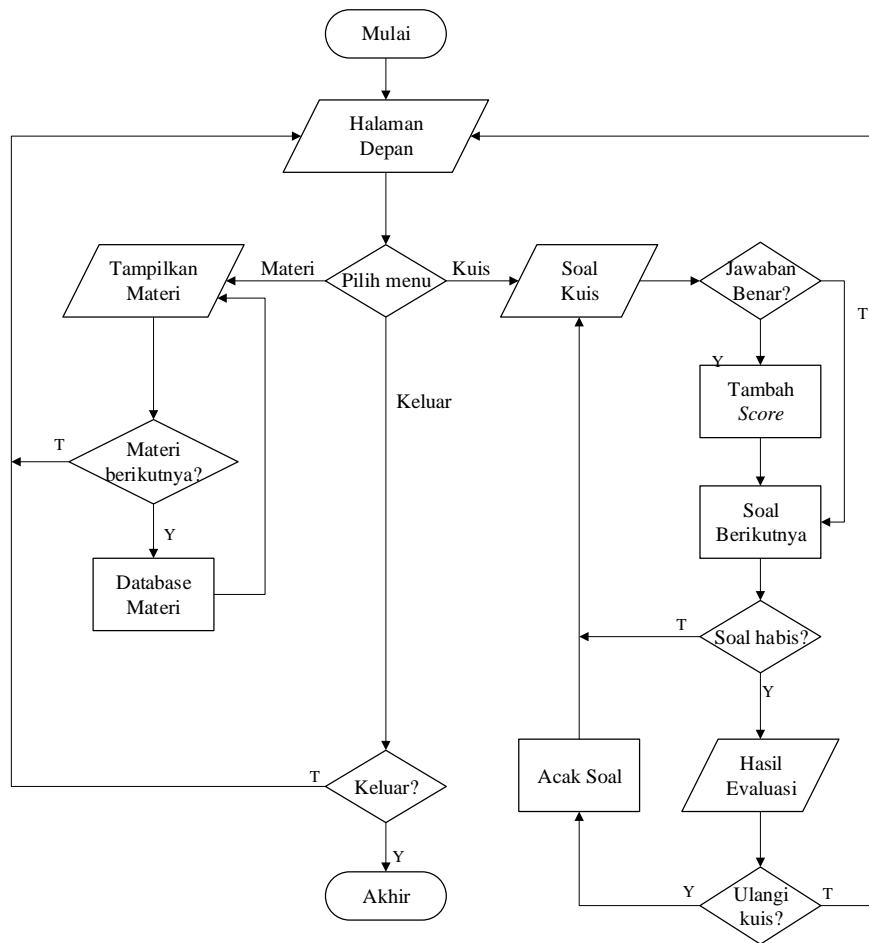 Mulai
Halaman
Depan
Tampilkan
Materi
Materi
Pilih menu
Kuis
Soal
Kuis
Jawaban
Benar?
T
Y
Keluar
Tambah
Score
T
Materi
berikutnya?
Soal
Berikutnya
Y
Database
Materi
T
Soal habis?
Y
Acak Soal
Hasil
Evaluasi
T
Keluar?
Y
Akhir
Y
Ulangi
kuis?
T